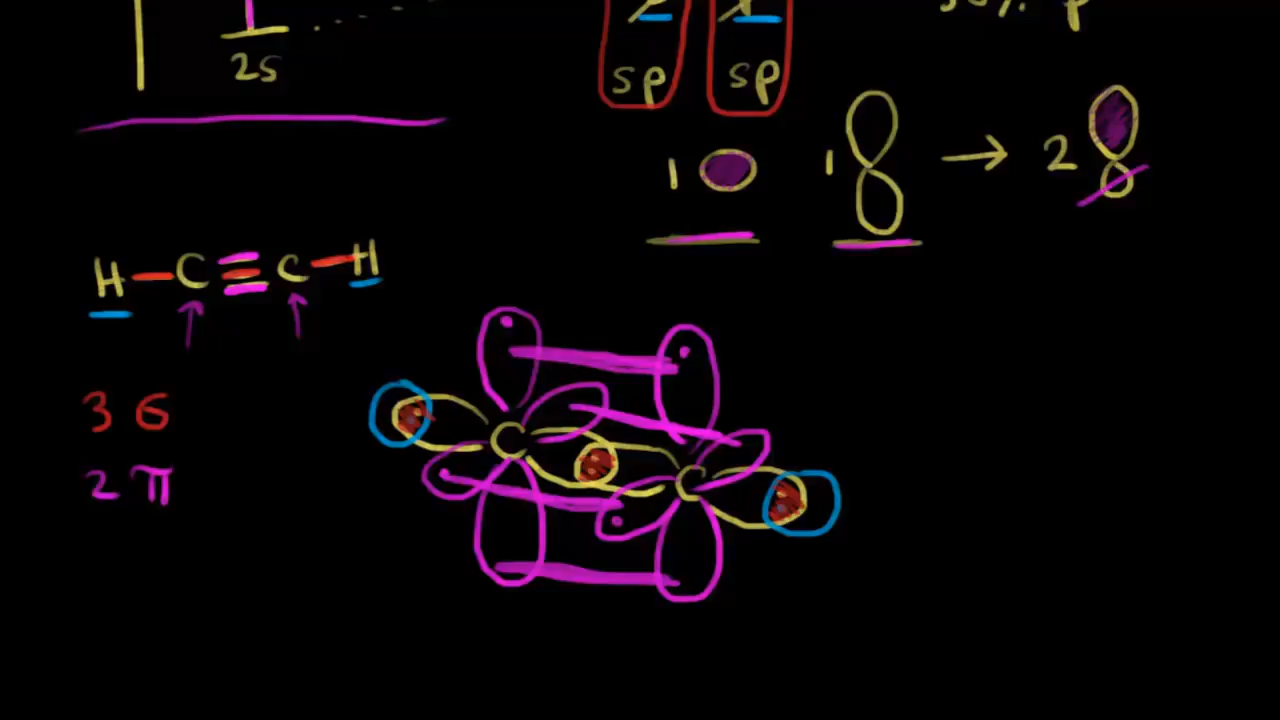 2s
sp sp
1 1 → 2
H-C≡C-H
3 σ
2 π
C
C